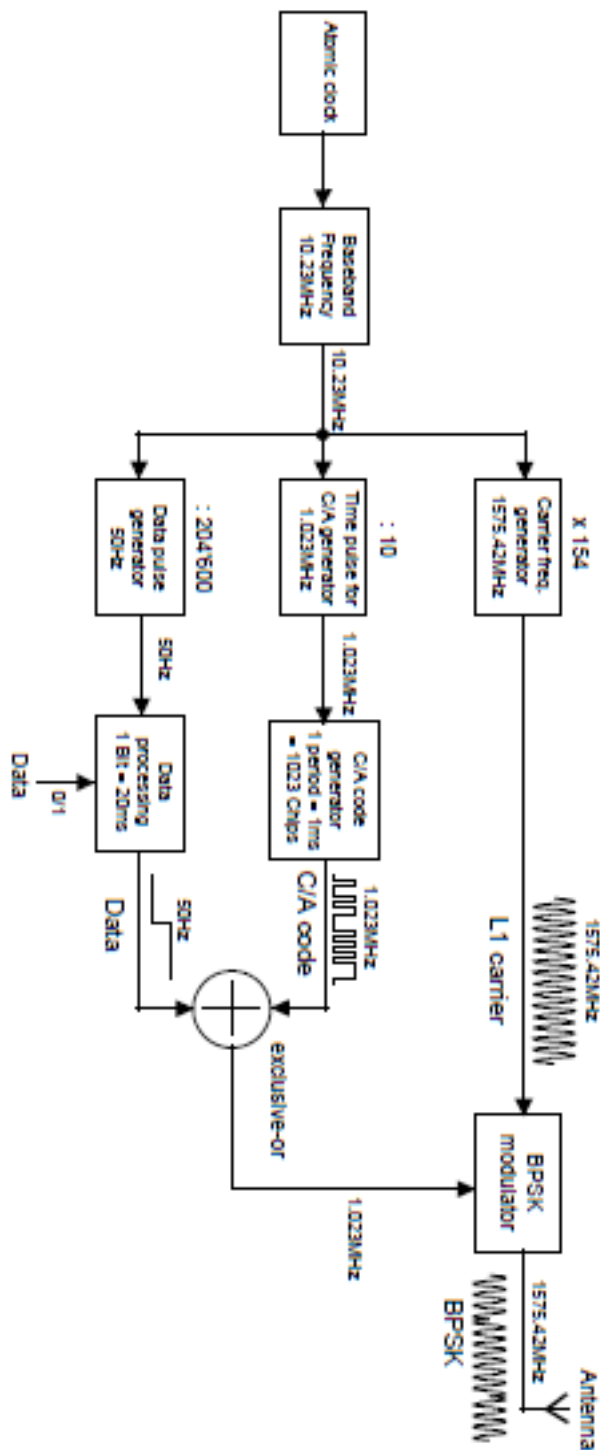 Atomic clock
Baseband
Frequency
10.23MHz
10.23MHz
x 154
Carrier freq.
generator
1575.42MHz
1575.42MHz
L1 carrier
BPSK
modulator
1575.42MHz
BPSK
Antenna
: 10
Time pulse for
C/A generator
1.023MHz
1.023MHz
C/A code
generator
1 period = 1ms
= 1023 Chips
1.023MHz
C/A code
exclusive-or
1.023MHz
: 204'600
Data pulse
generator
50Hz
50Hz
Data
processing
1 Bit = 20ms
50Hz
Data
0/1
Data